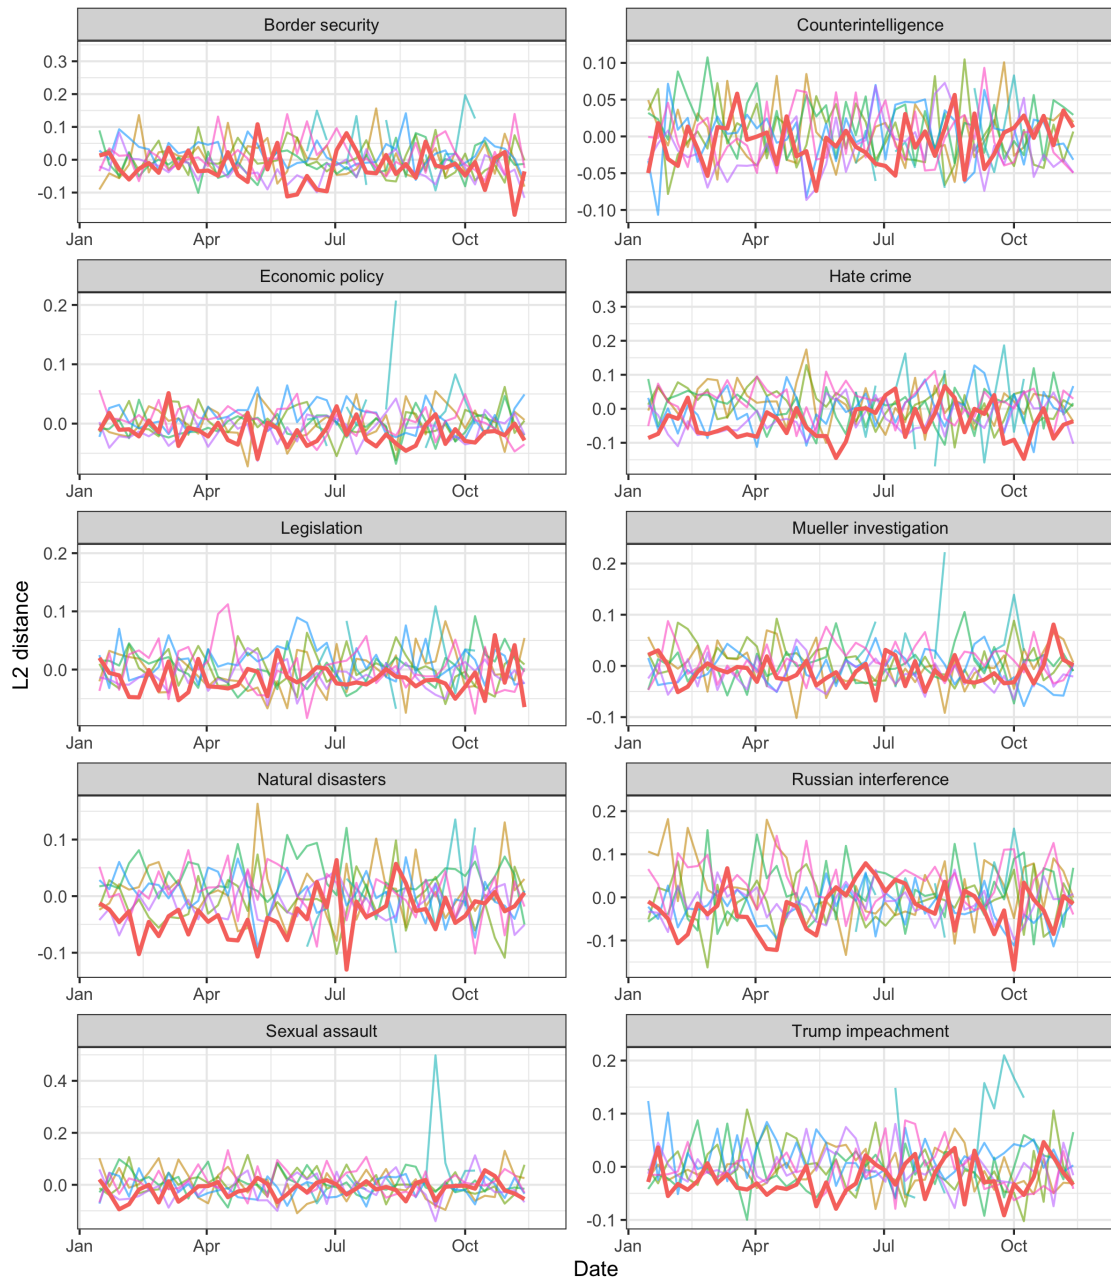 Border security
Counterintelligence
0.3
0.2
0.1
0.0
-0.1
0.10
0.05
0.00
-0.05
-0.10
Jan Apr Jul Oct
Jan Apr Jul Oct
Economic policy
Hate crime
0.2
0.1
0.0
0.3
0.2
0.1
0.0
-0.1
Jan Apr Jul Oct
Jan Apr Jul Oct
Legislation
Mueller investigation
0.2
0.1
0.0
0.2
0.1
0.0
-0.1
Jan Apr Jul Oct
Jan Apr Jul Oct
L2 distance
Natural disasters
Russian interference
0.1
0.0
-0.1
0.2
0.1
0.0
-0.1
Jan Apr Jul Oct
Jan Apr Jul Oct
Sexual assault
Trump impeachment
0.4
0.2
0.0
0.2
0.1
0.0
-0.1
Jan Apr Jul Oct
Jan Apr Jul Oct
Date